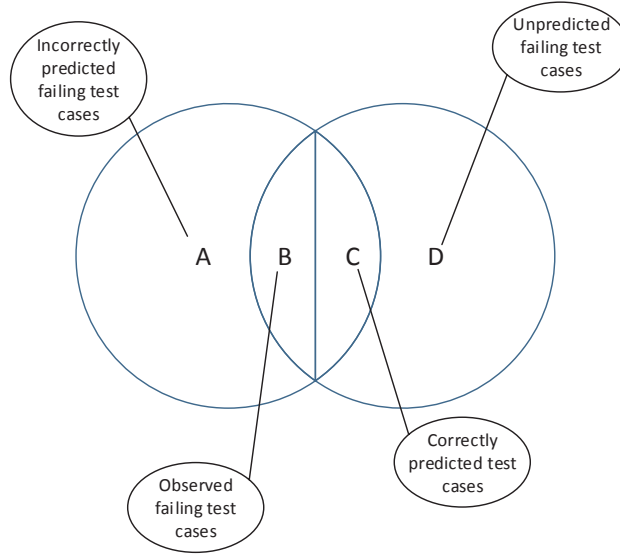 Incorrectly
predicted
failing test
cases
Unpredicted
failing test
cases
A
B
C
D
Observed
failing test
cases
Correctly
predicted test
cases